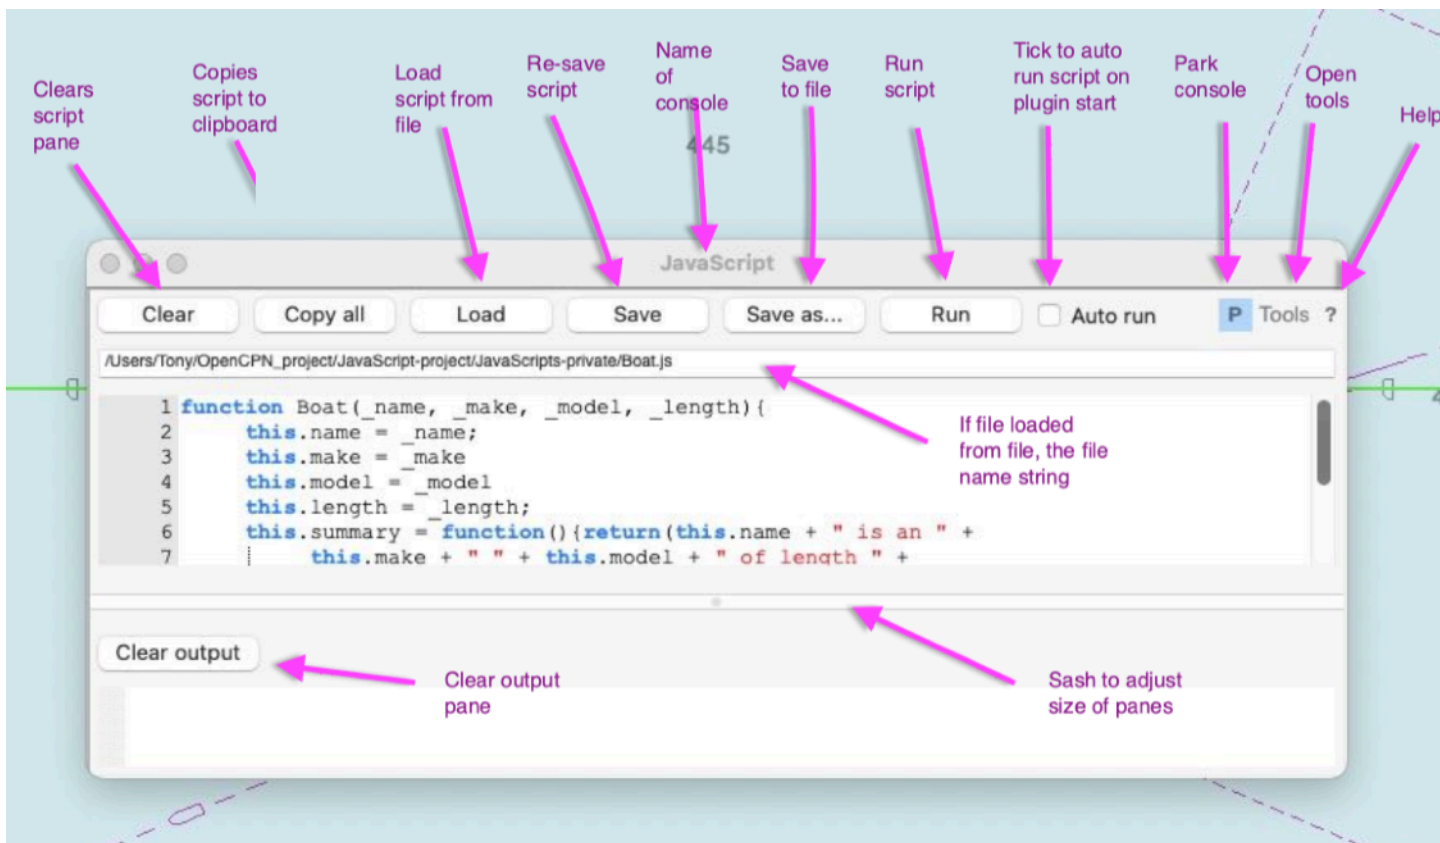 Clears
script
pane
Copies
script to
clipboard
Load
script from
file
Re-save
script
Name
of
console
Save
to file
Run
script
Tick to auto
run script on
plugin start
Park
console
Open
tools
Help
445
JavaScript
Clear Copy all Load Save Save as... Run Auto run P Tools ?
/Users/Tony/OpenCPN_project/JavaScript-project/JavaScripts-private/Boat.js
1 function Boat(_name, _make, _model, _length){
2 this.name = _name;
3 this.make = _make
4 this.model = _model
5 this.length = _length;
6 this.summary = function(){return(this.name + " is an " +
7 this.make + " " + this.model + " of length " +
If file loaded
from file, the file
name string
Clear output
Clear output
pane
Sash to adjust
size of panes